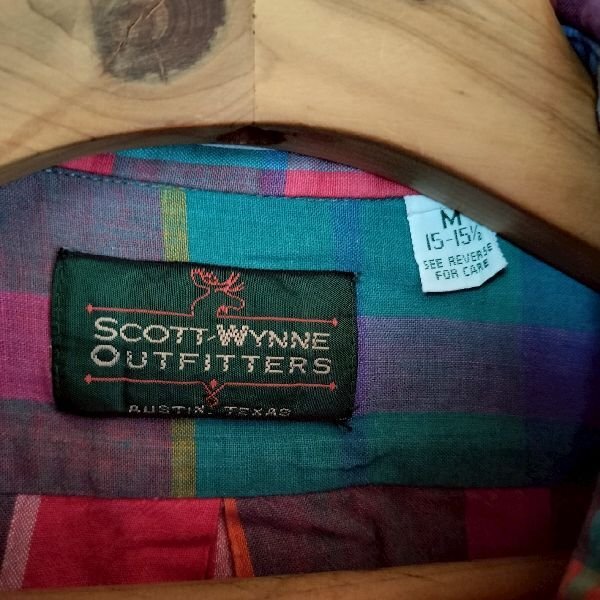 SCOTT-WYNNE
OUTFITTERS
AUSTIN, TEXAS
M
15-15½
SEE REVERSE
FOR CARE